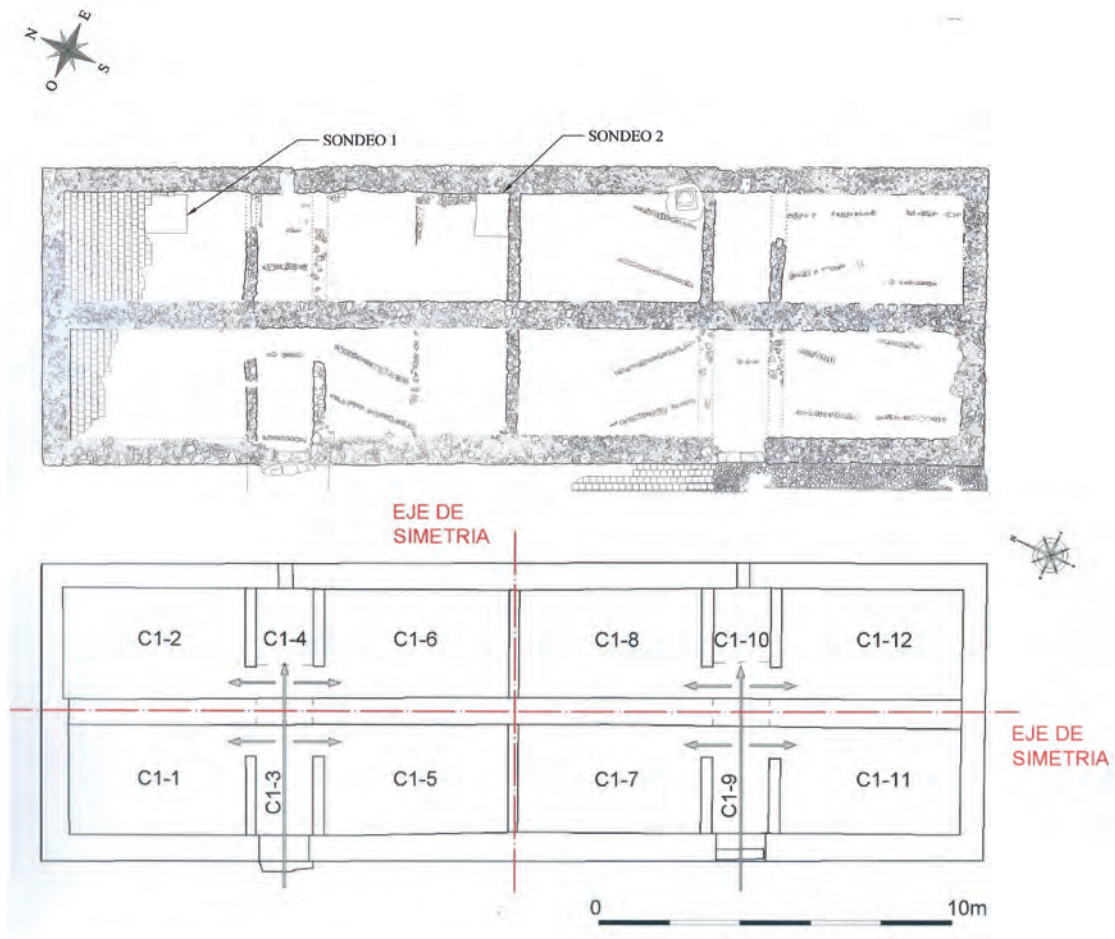 N
E
O
S
SONDEO 1
SONDEO 2
EJE DE
SIMETRIA
C1-2
C1-4
C1-6
C1-8
C1-10
C1-12
EJE DE
SIMETRIA
C1-1
C1-3
C1-5
C1-7
C1-9
C1-11
0
10m